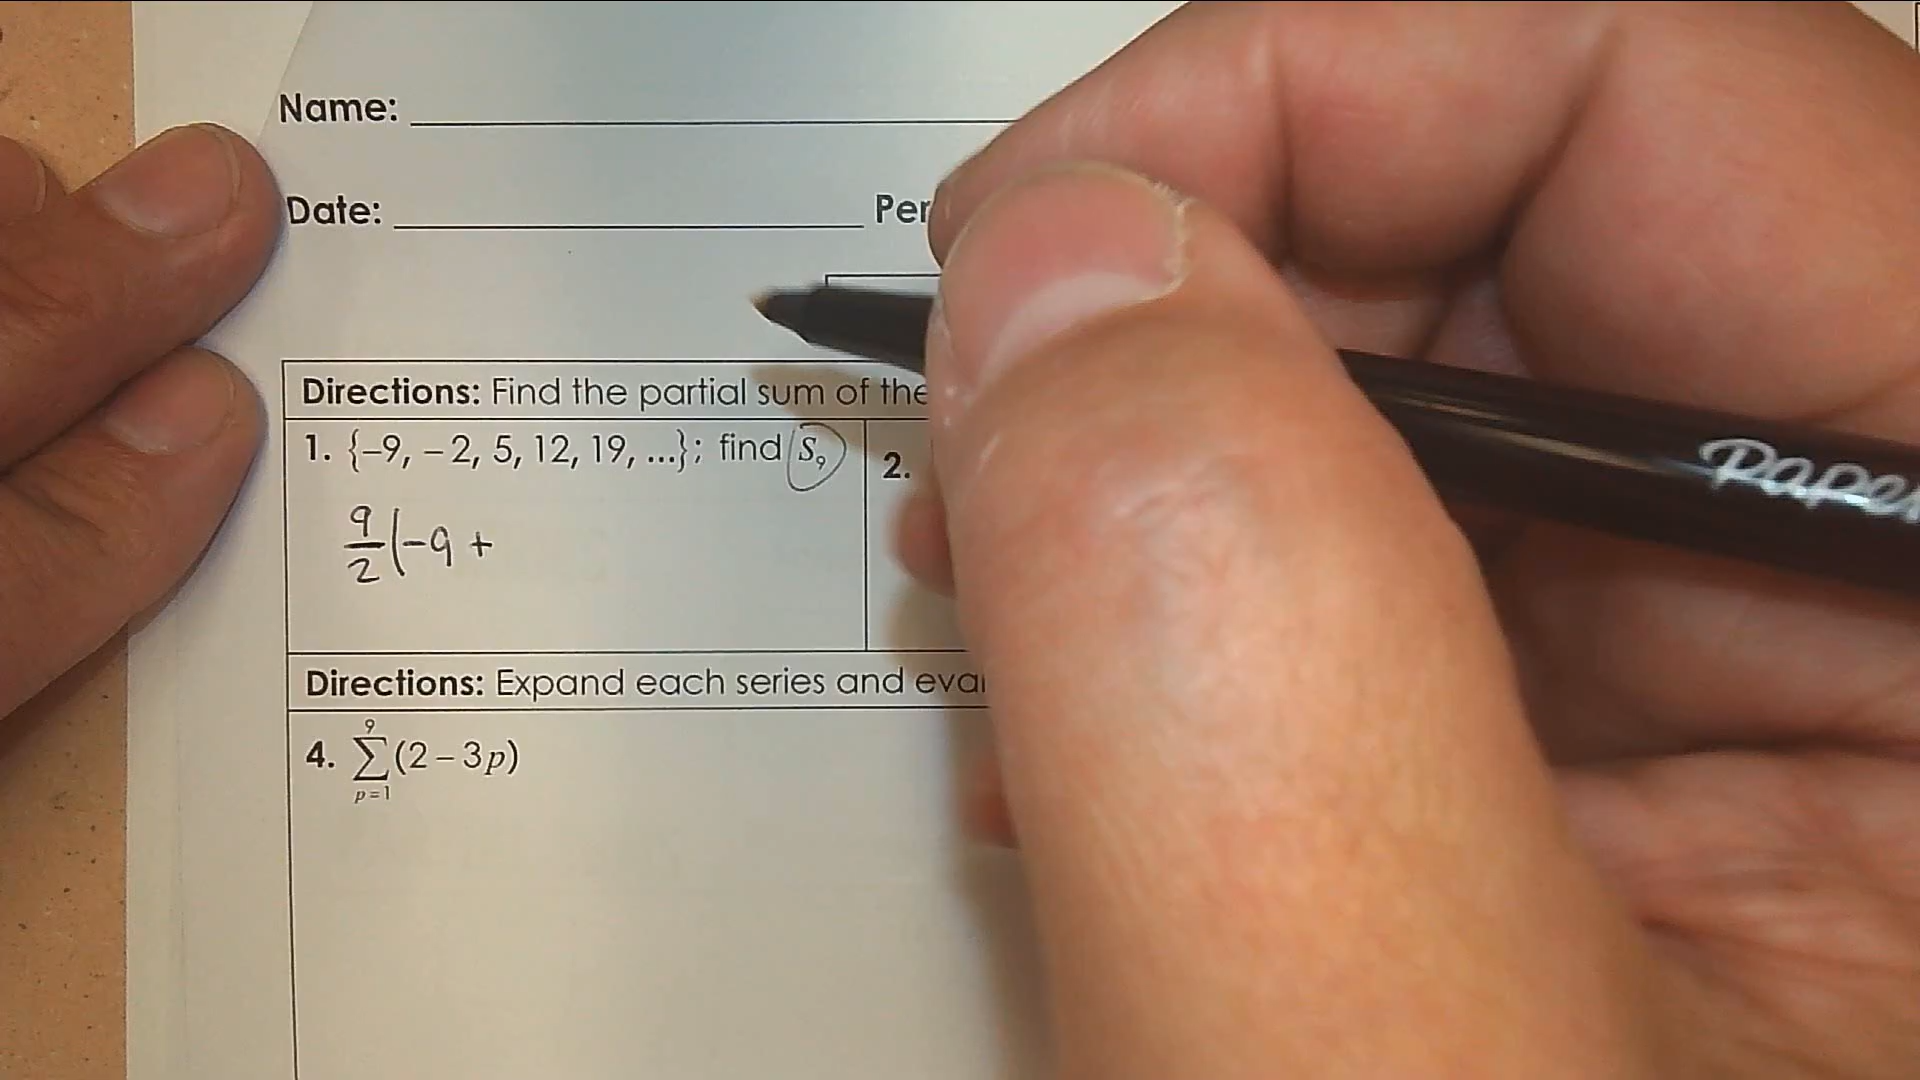 Name:
Date: Per
Directions: Find the partial sum of the
1. {–9, –2, 5, 12, 19, ...}; find S₉ 2.
9/2(-9 +
Directions: Expand each series and eval
4. ∑ (2 – 3p)
9
p=1
Paper